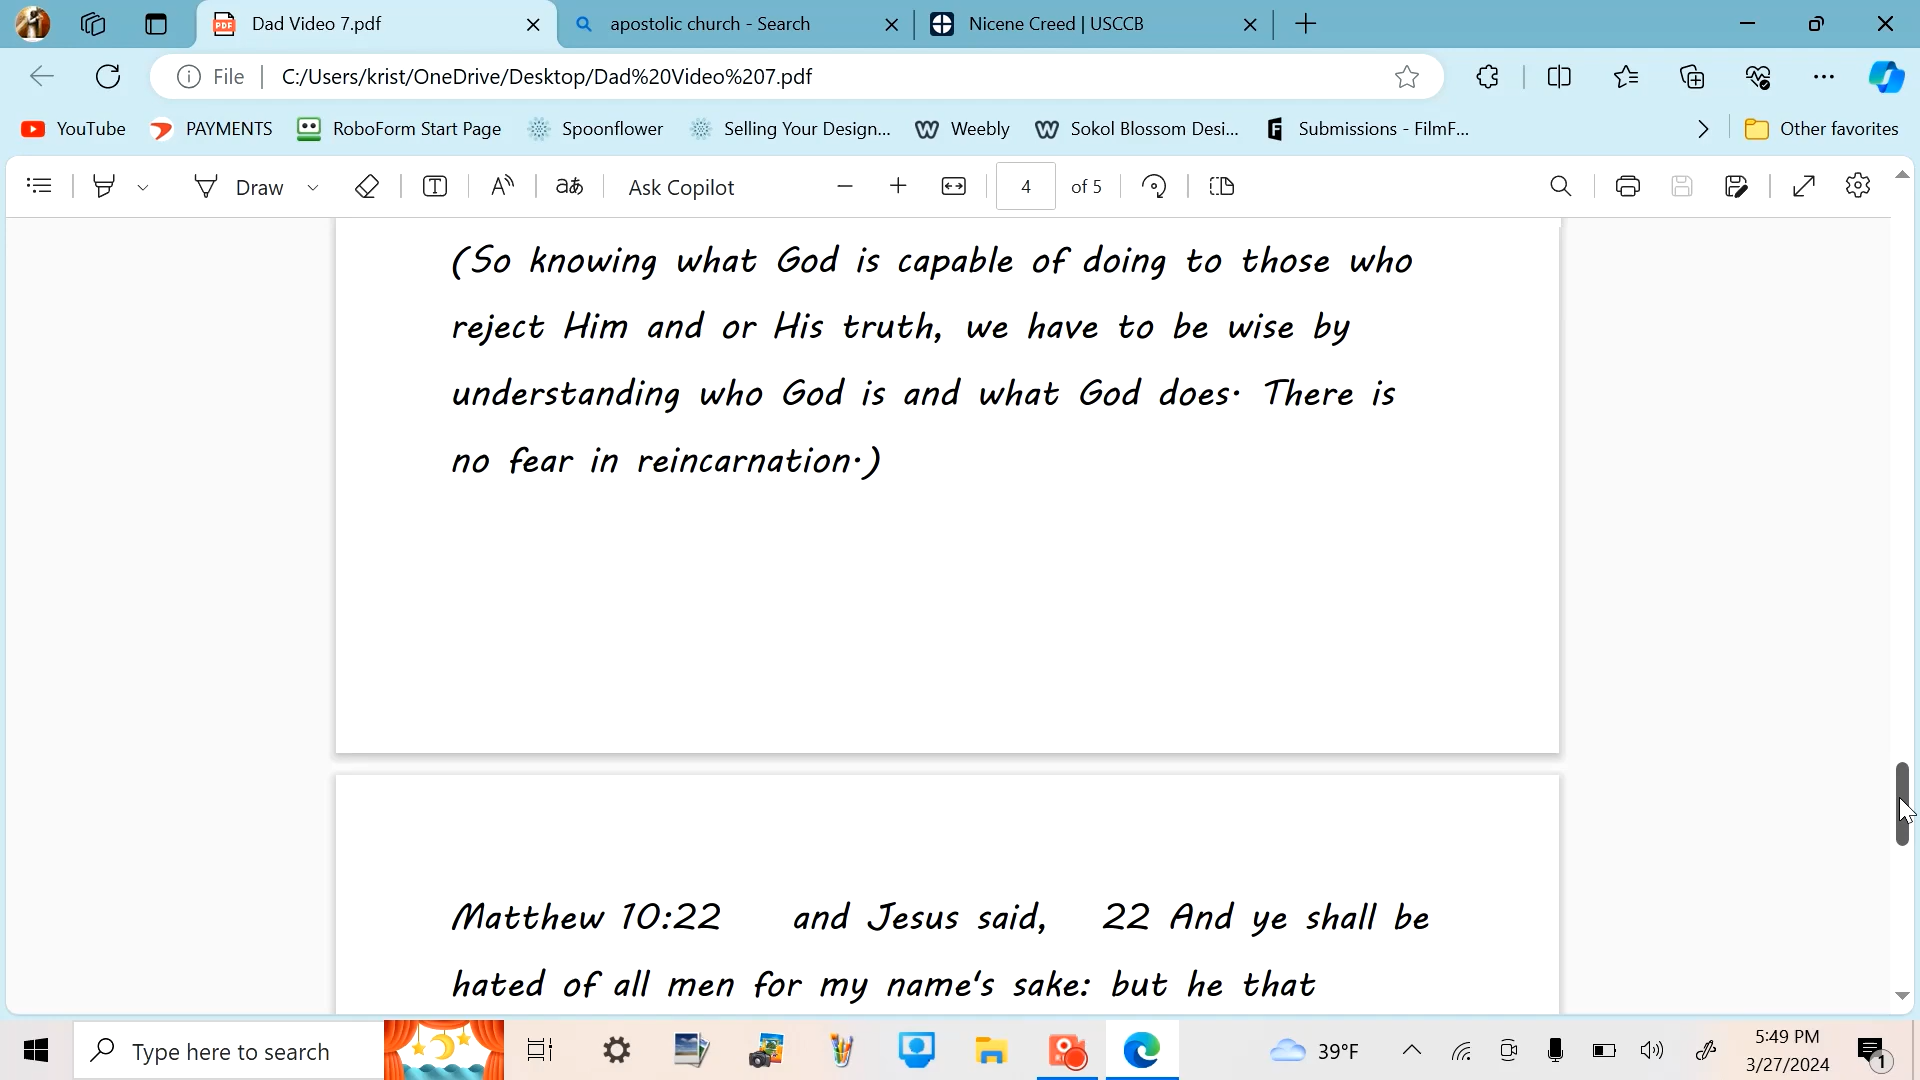 Dad Video 7.pdf
apostolic church - Search
Nicene Creed | USCCB
File
C:/Users/krist/OneDrive/Desktop/Dad%20Video%207.pdf
YouTube
PAYMENTS
RoboForm Start Page
Spoonflower
Selling Your Design...
Weebly
Sokol Blossom Desi...
Submissions - FilmF...
Other favorites
Draw
Ask Copilot
4 of 5
(So knowing what God is capable of doing to those who
reject Him and or His truth, we have to be wise by
understanding who God is and what God does. There is
no fear in reincarnation.)
Matthew 10:22 and Jesus said, 22 And ye shall be
hated of all men for my name's sake: but he that
Type here to search
39°F
5:49 PM
3/27/2024
1